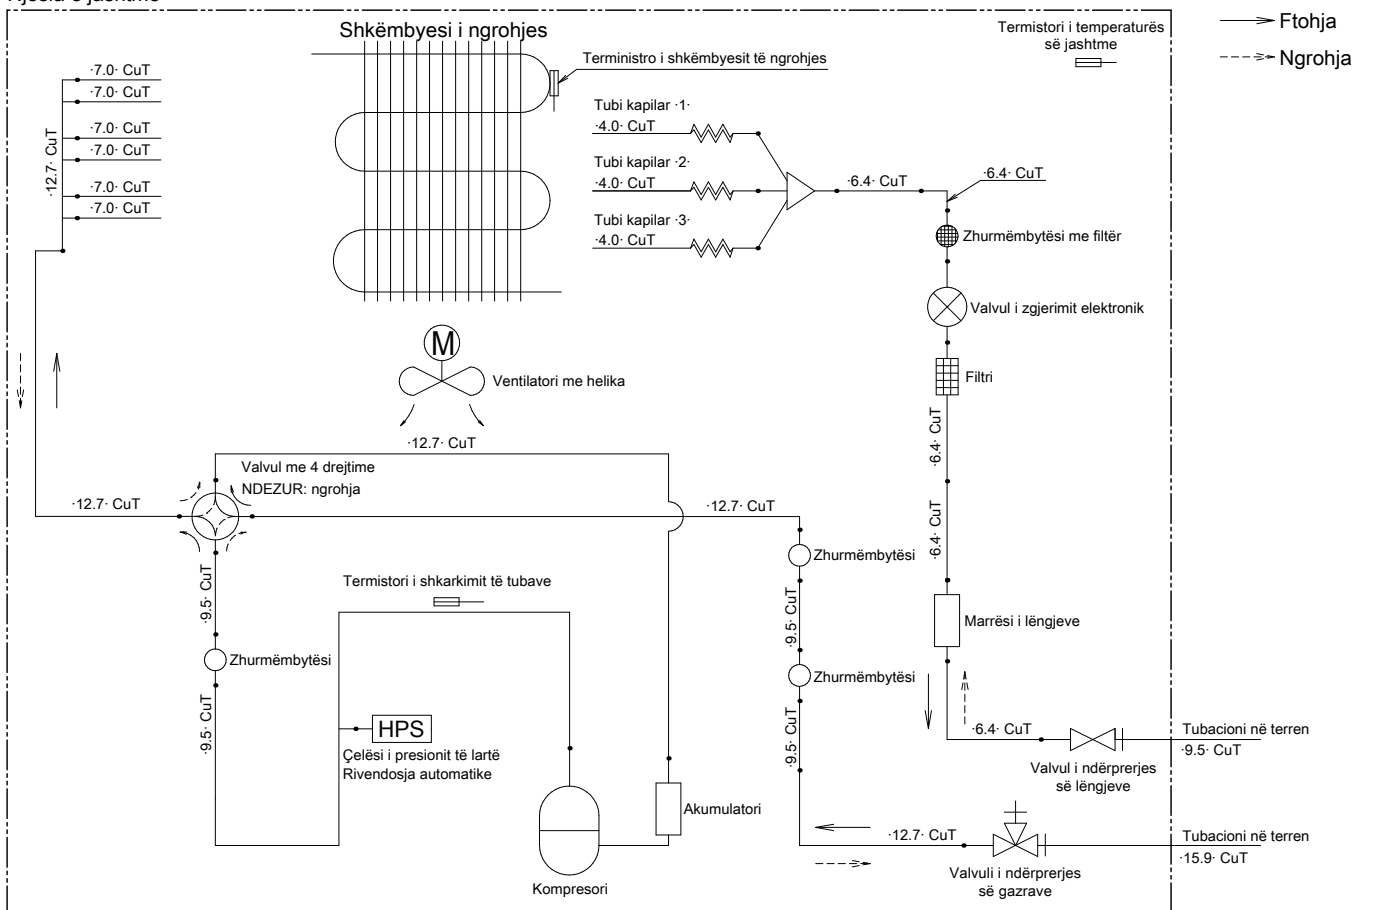 Njësia e jashtme
Shkëmbyesi i ngrohjes
Termistori i temperaturës
së jashtme
Ftohja
Ngrohja
Terministro i shkëmbyesit të ngrohjes
·7.0· CuT
·7.0· CuT
·7.0· CuT
·7.0· CuT
·7.0· CuT
·7.0· CuT
·12.7· CuT
Tubi kapilar ·1·
·4.0· CuT
Tubi kapilar ·2·
·4.0· CuT
Tubi kapilar ·3·
·4.0· CuT
·6.4· CuT
·6.4· CuT
Zhurmëmbytësi me filtër
Valvul i zgjerimit elektronik
Filtri
M
Ventilatori me helika
·12.7· CuT
·6.4· CuT
·6.4· CuT
Valvul me 4 drejtime
NDEZUR: ngrohja
·12.7· CuT
·12.7· CuT
Zhurmëmbytësi
Termistori i shkarkimit të tubave
·9.5· CuT
·9.5· CuT
Marrësi i lëngjeve
Zhurmëmbytësi
Zhurmëmbytësi
·9.5· CuT
·9.5· CuT
HPS
Çelësi i presionit të lartë
Rivendosja automatike
·6.4· CuT
Tubacioni në terren
·9.5· CuT
Valvul i ndërprerjes
së lëngjeve
Akumulatori
·12.7· CuT
Tubacioni në terren
·15.9· CuT
Valvuli i ndërprerjes
së gazrave
Kompresori